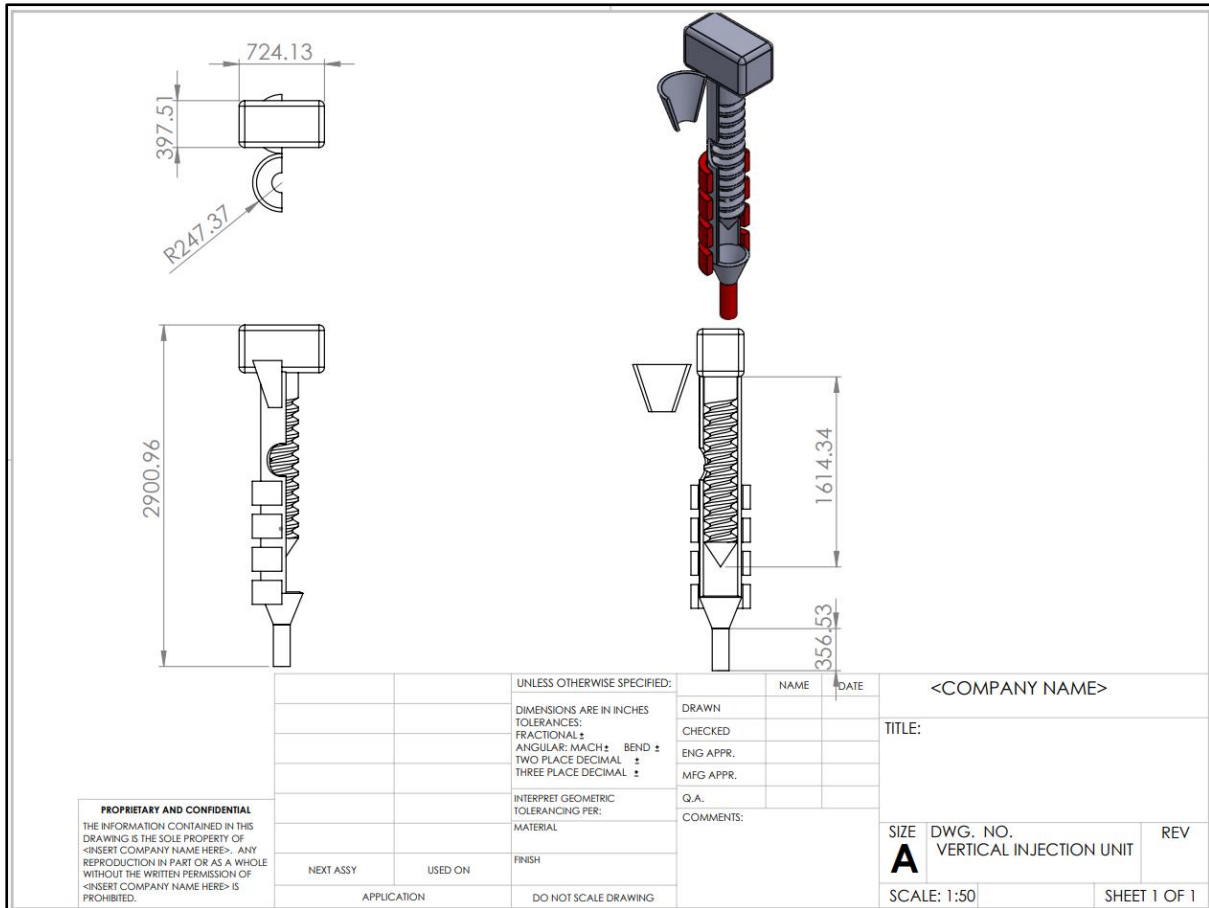 724.13
397.51
R247.37
2900.96
1614.34
356.53
UNLESS OTHERWISE SPECIFIED:
DIMENSIONS ARE IN INCHES
TOLERANCES:
FRACTIONAL ±
ANGULAR: MACH ± BEND ±
TWO PLACE DECIMAL ±
THREE PLACE DECIMAL ±
INTERPRET GEOMETRIC
TOLERANCING PER:
MATERIAL
FINISH
DO NOT SCALE DRAWING
NAME DATE
DRAWN
CHECKED
ENG APPR.
MFG APPR.
Q.A.
COMMENTS:
<COMPANY NAME>
TITLE:
SIZE DWG. NO. REV
A VERTICAL INJECTION UNIT
SCALE: 1:50 SHEET 1 OF 1
PROPRIETARY AND CONFIDENTIAL
THE INFORMATION CONTAINED IN THIS
DRAWING IS THE SOLE PROPERTY OF
<INSERT COMPANY NAME HERE>. ANY
REPRODUCTION IN PART OR AS A WHOLE
WITHOUT THE WRITTEN PERMISSION OF
<INSERT COMPANY NAME HERE> IS
PROHIBITED.
NEXT ASSY USED ON
APPLICATION